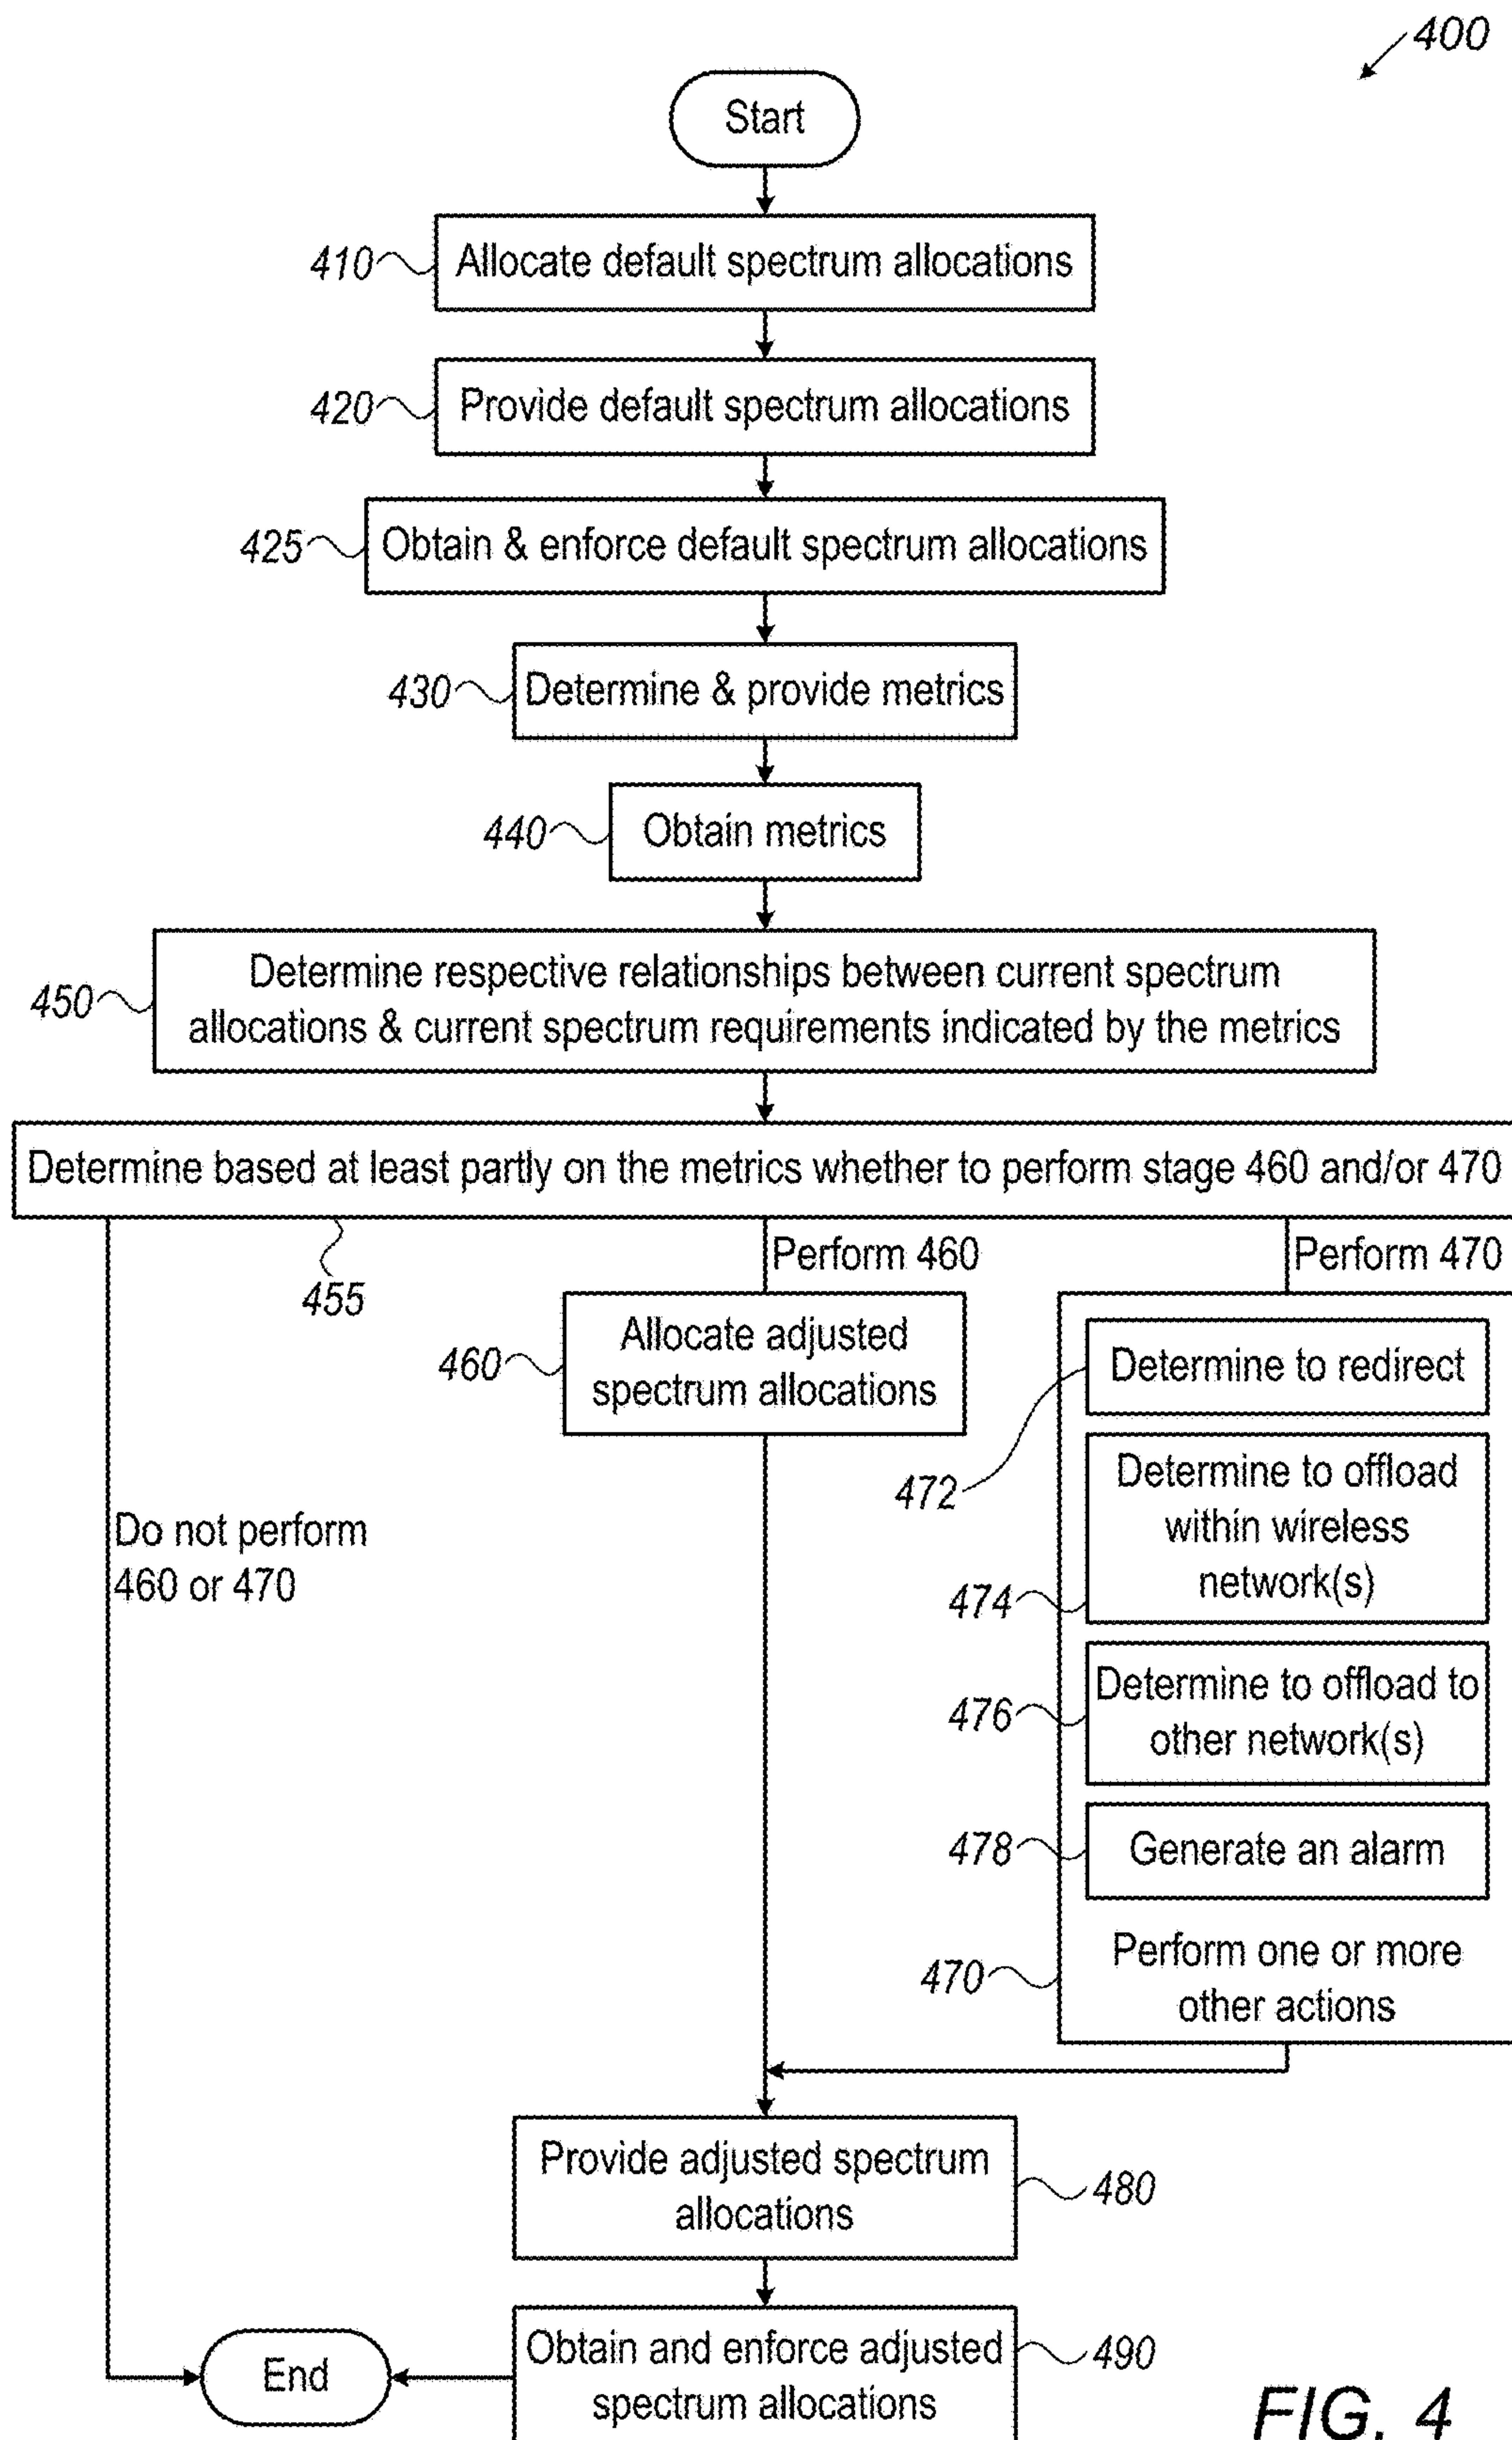 400
Start
410
Allocate default spectrum allocations
420
Provide default spectrum allocations
425
Obtain & enforce default spectrum allocations
430
Determine & provide metrics
440
Obtain metrics
450
Determine respective relationships between current spectrum
allocations & current spectrum requirements indicated by the metrics
Determine based at least partly on the metrics whether to perform stage 460 and/or 470
455
Perform 460
Perform 470
Do not perform
460 or 470
460
Allocate adjusted
spectrum allocations
472
Determine to redirect
474
Determine to offload
within wireless
network(s)
476
Determine to offload to
other network(s)
478
Generate an alarm
470
Perform one or more
other actions
Provide adjusted spectrum
allocations
480
Obtain and enforce adjusted
spectrum allocations
490
End
FIG. 4